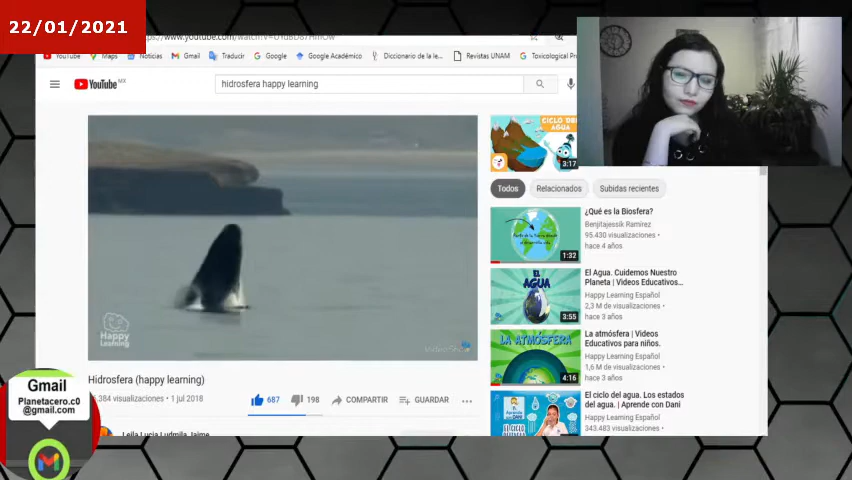 22/01/2021
YouTube
Maps
Noticias
Gmail
Traducir
Google
Google Académico
Diccionario de la le...
Revistas UNAM
Toxicological Pro
YouTube MX
hidrosfera happy learning
CICLO DEL
AGUA
3:17
Todos
Relacionados
Subidas recientes
¿Qué es la Biosfera?
Benjitajessik Ramirez
95.430 visualizaciones •
hace 4 años
1:32
EL
AGUA
3:55
El Agua. Cuidemos Nuestro
Planeta | Videos Educativos...
Happy Learning Español
2,3 M de visualizaciones •
hace 3 años
LA ATMÓSFERA
4:16
La atmósfera | Videos
Educativos para niños.
Happy Learning Español
1,6 M de visualizaciones •
hace 3 años
El ciclo del agua. Los estados
del agua. | Aprende con Dani
Happy Learning Español
343.483 visualizaciones •
Happy
Learning
VideoShow
Hidrosfera (happy learning)
384 visualizaciones • 1 jul 2018
687
198
COMPARTIR
GUARDAR
Leila Lucia Ludmila Jaime
Gmail
Planetacero.c0
@gmail.com